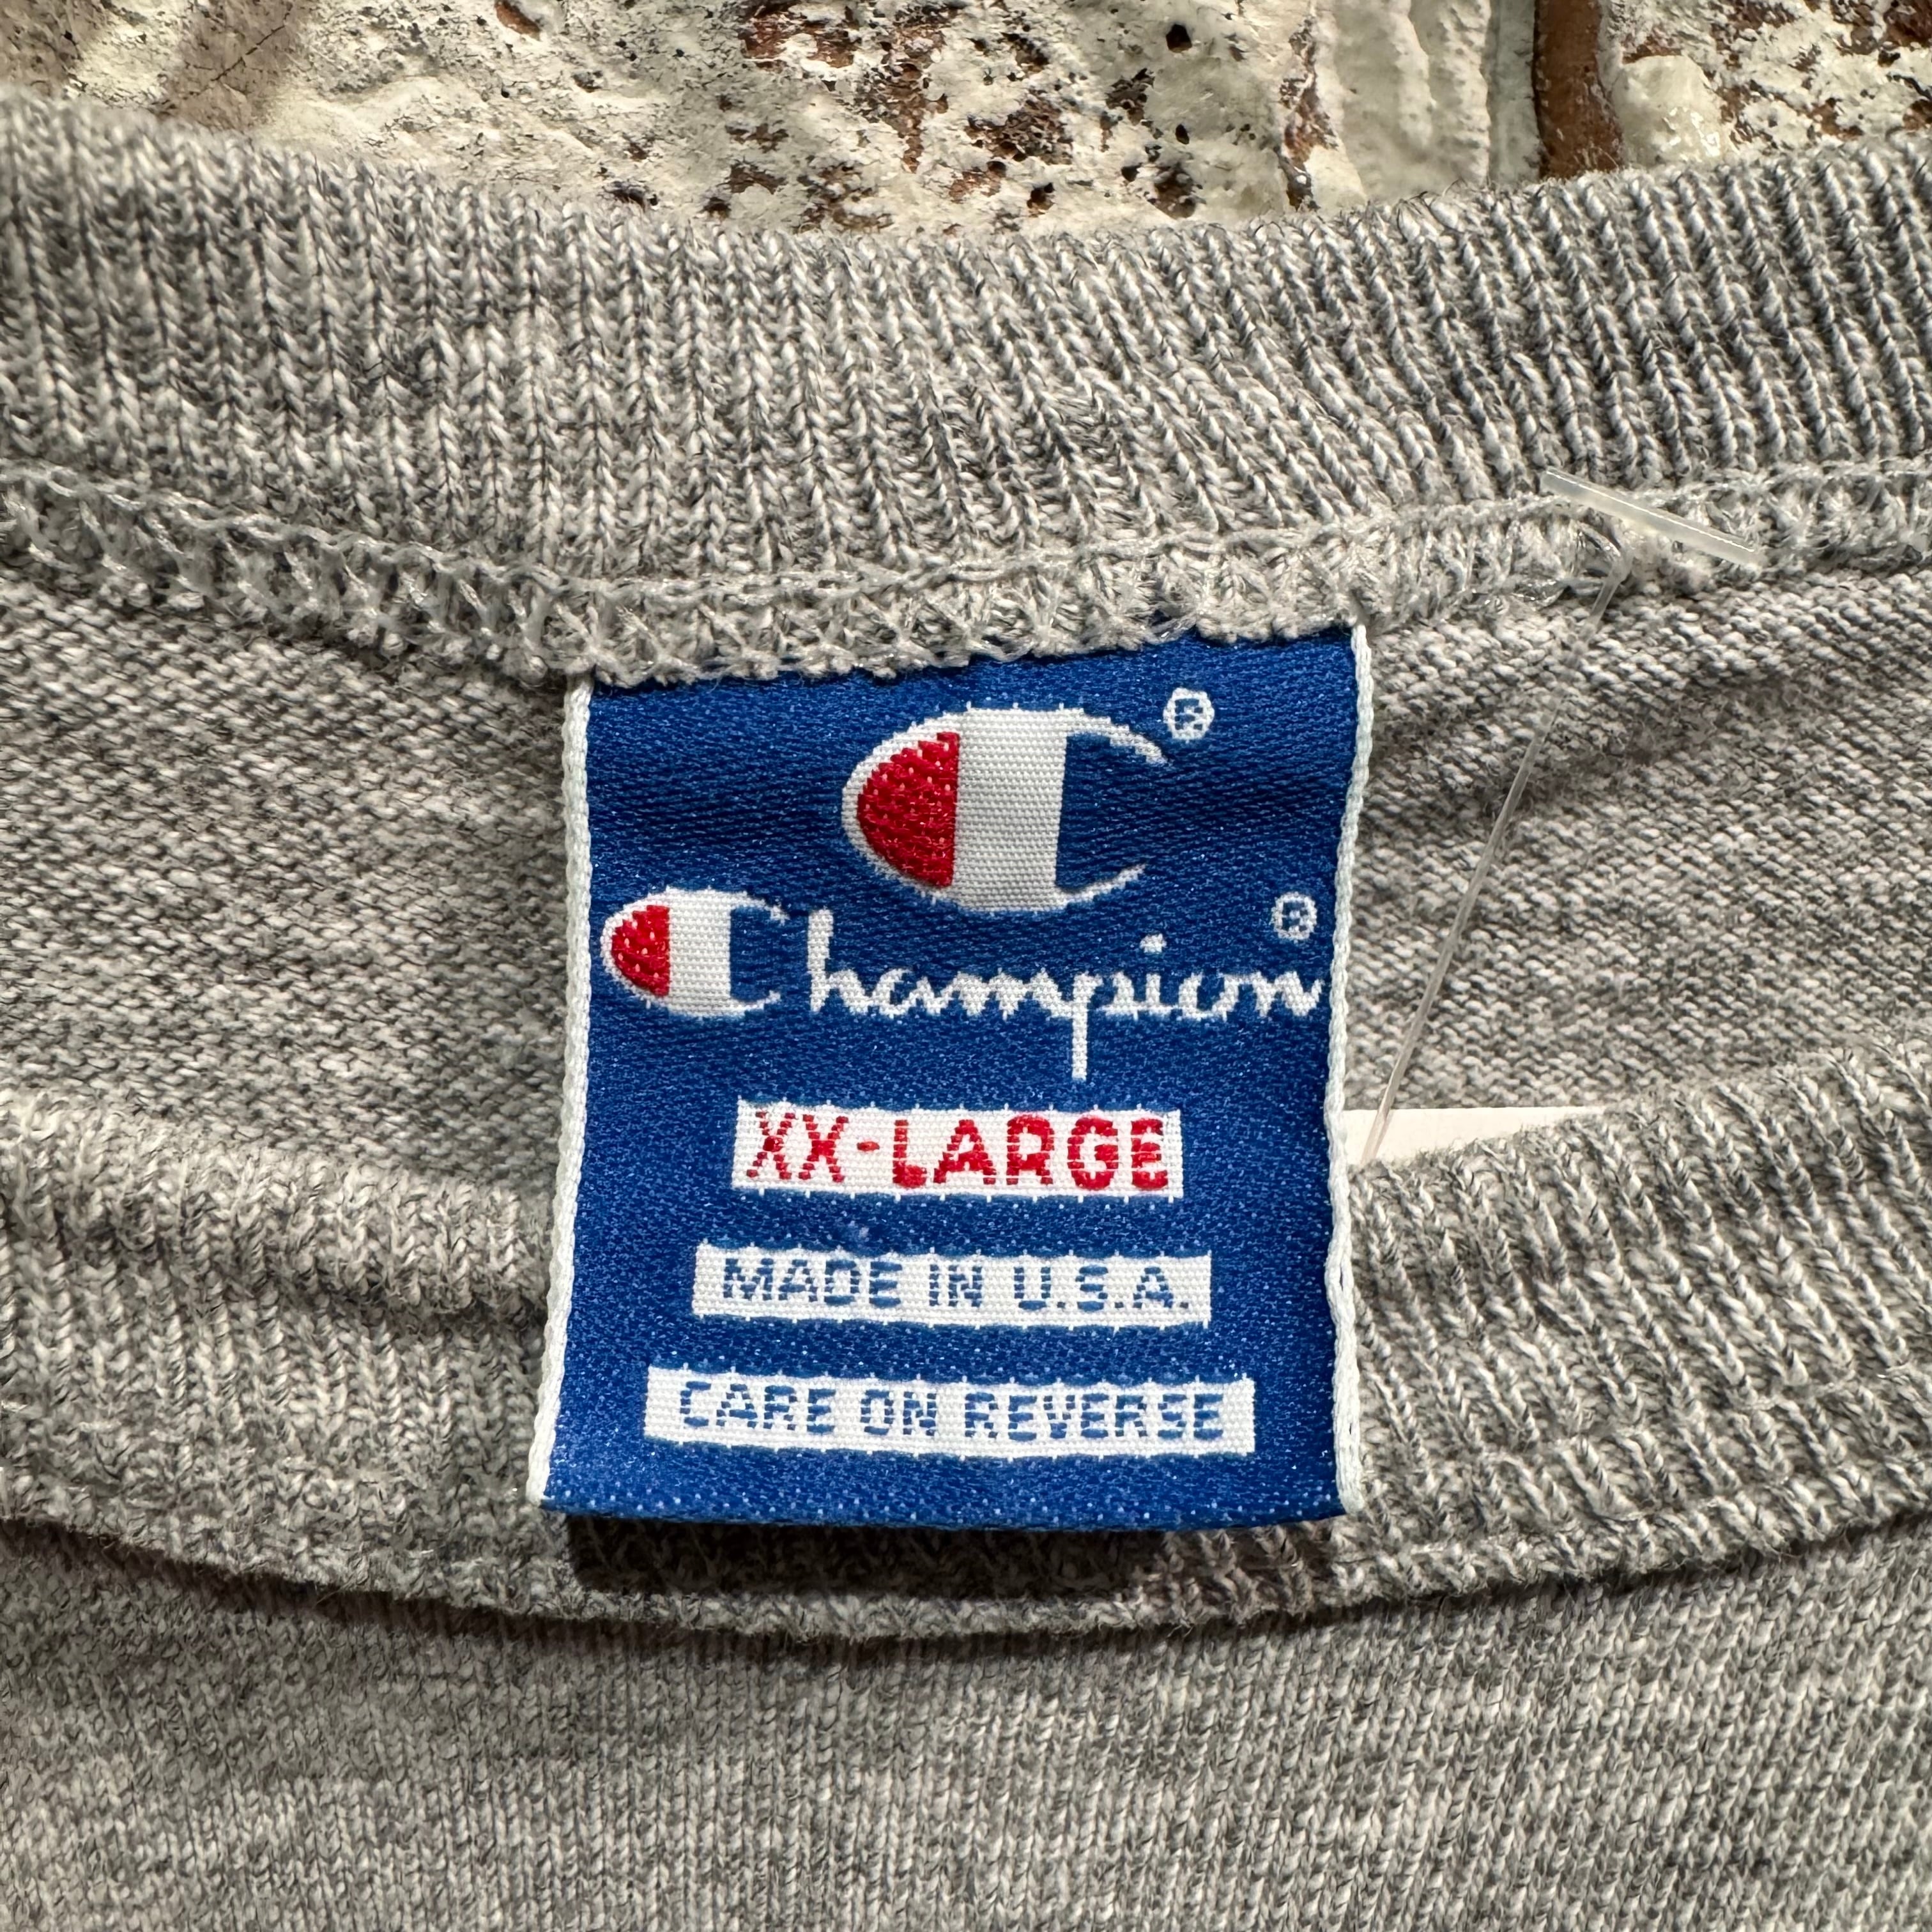 C®
Champion®
XX-LARGE
MADE IN U.S.A.
CARE ON REVERSE